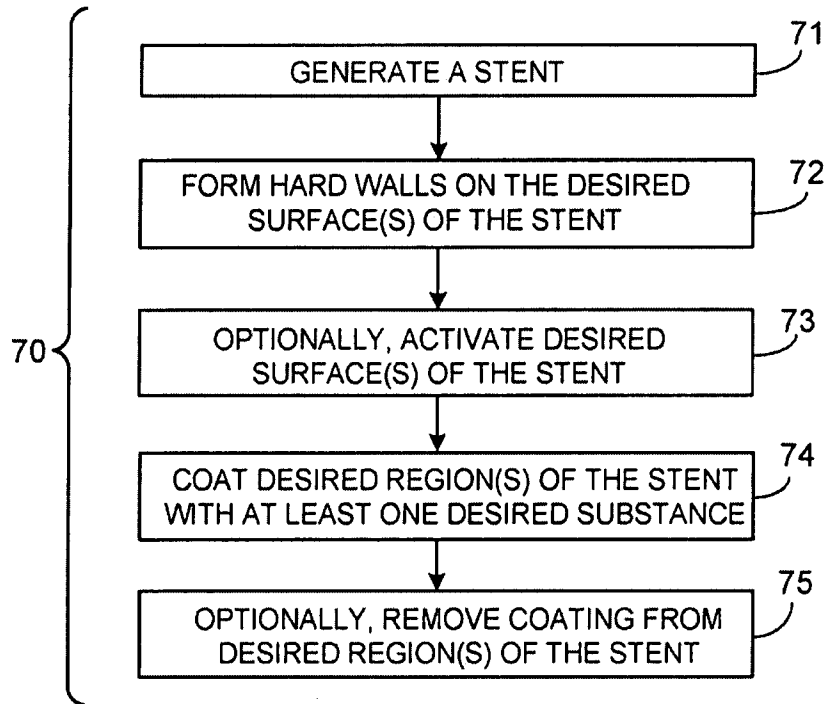 71
GENERATE A STENT
72
FORM HARD WALLS ON THE DESIRED
SURFACE(S) OF THE STENT
73
70
OPTIONALLY, ACTIVATE DESIRED
SURFACE(S) OF THE STENT
74
COAT DESIRED REGION(S) OF THE STENT
WITH AT LEAST ONE DESIRED SUBSTANCE
75
OPTIONALLY, REMOVE COATING FROM
DESIRED REGION(S) OF THE STENT